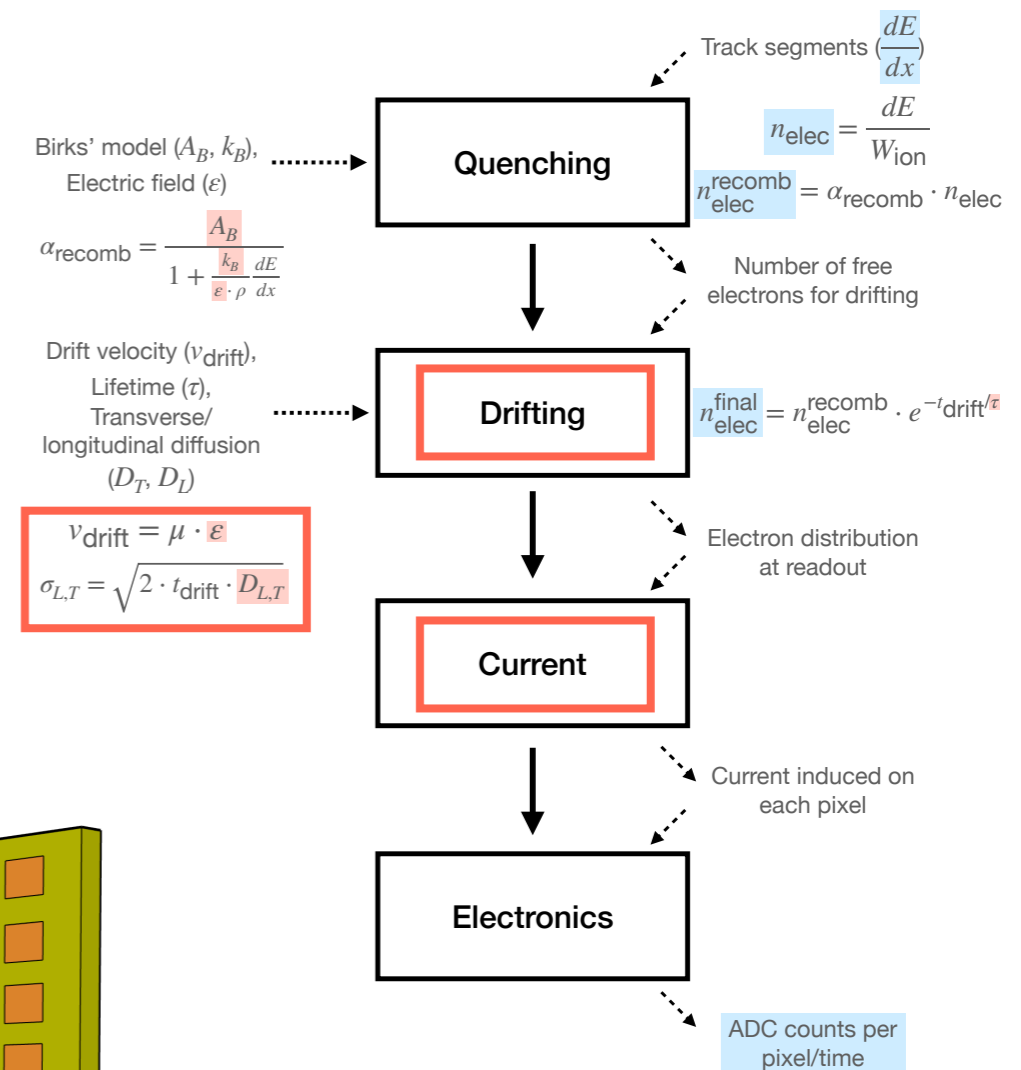 Track segments (dE/dx)
n_elec = dE/W_ion
n_elec^recomb = α_recomb · n_elec
Quenching
Birks’ model (A_B, k_B),
Electric field (ε)
α_recomb = A_B / (1 + k_B/(ε · ρ) dE/dx)
Number of free
electrons for drifting
Drift velocity (v_drift),
Lifetime (τ),
Transverse/
longitudinal diffusion
(D_T, D_L)
v_drift = μ · ε
σ_L,T = √(2 · t_drift · D_L,T)
Drifting
n_elec^final = n_elec^recomb · e^−t_drift/τ
Electron distribution
at readout
Current
Current induced on
each pixel
Electronics
ADC counts per
pixel/time